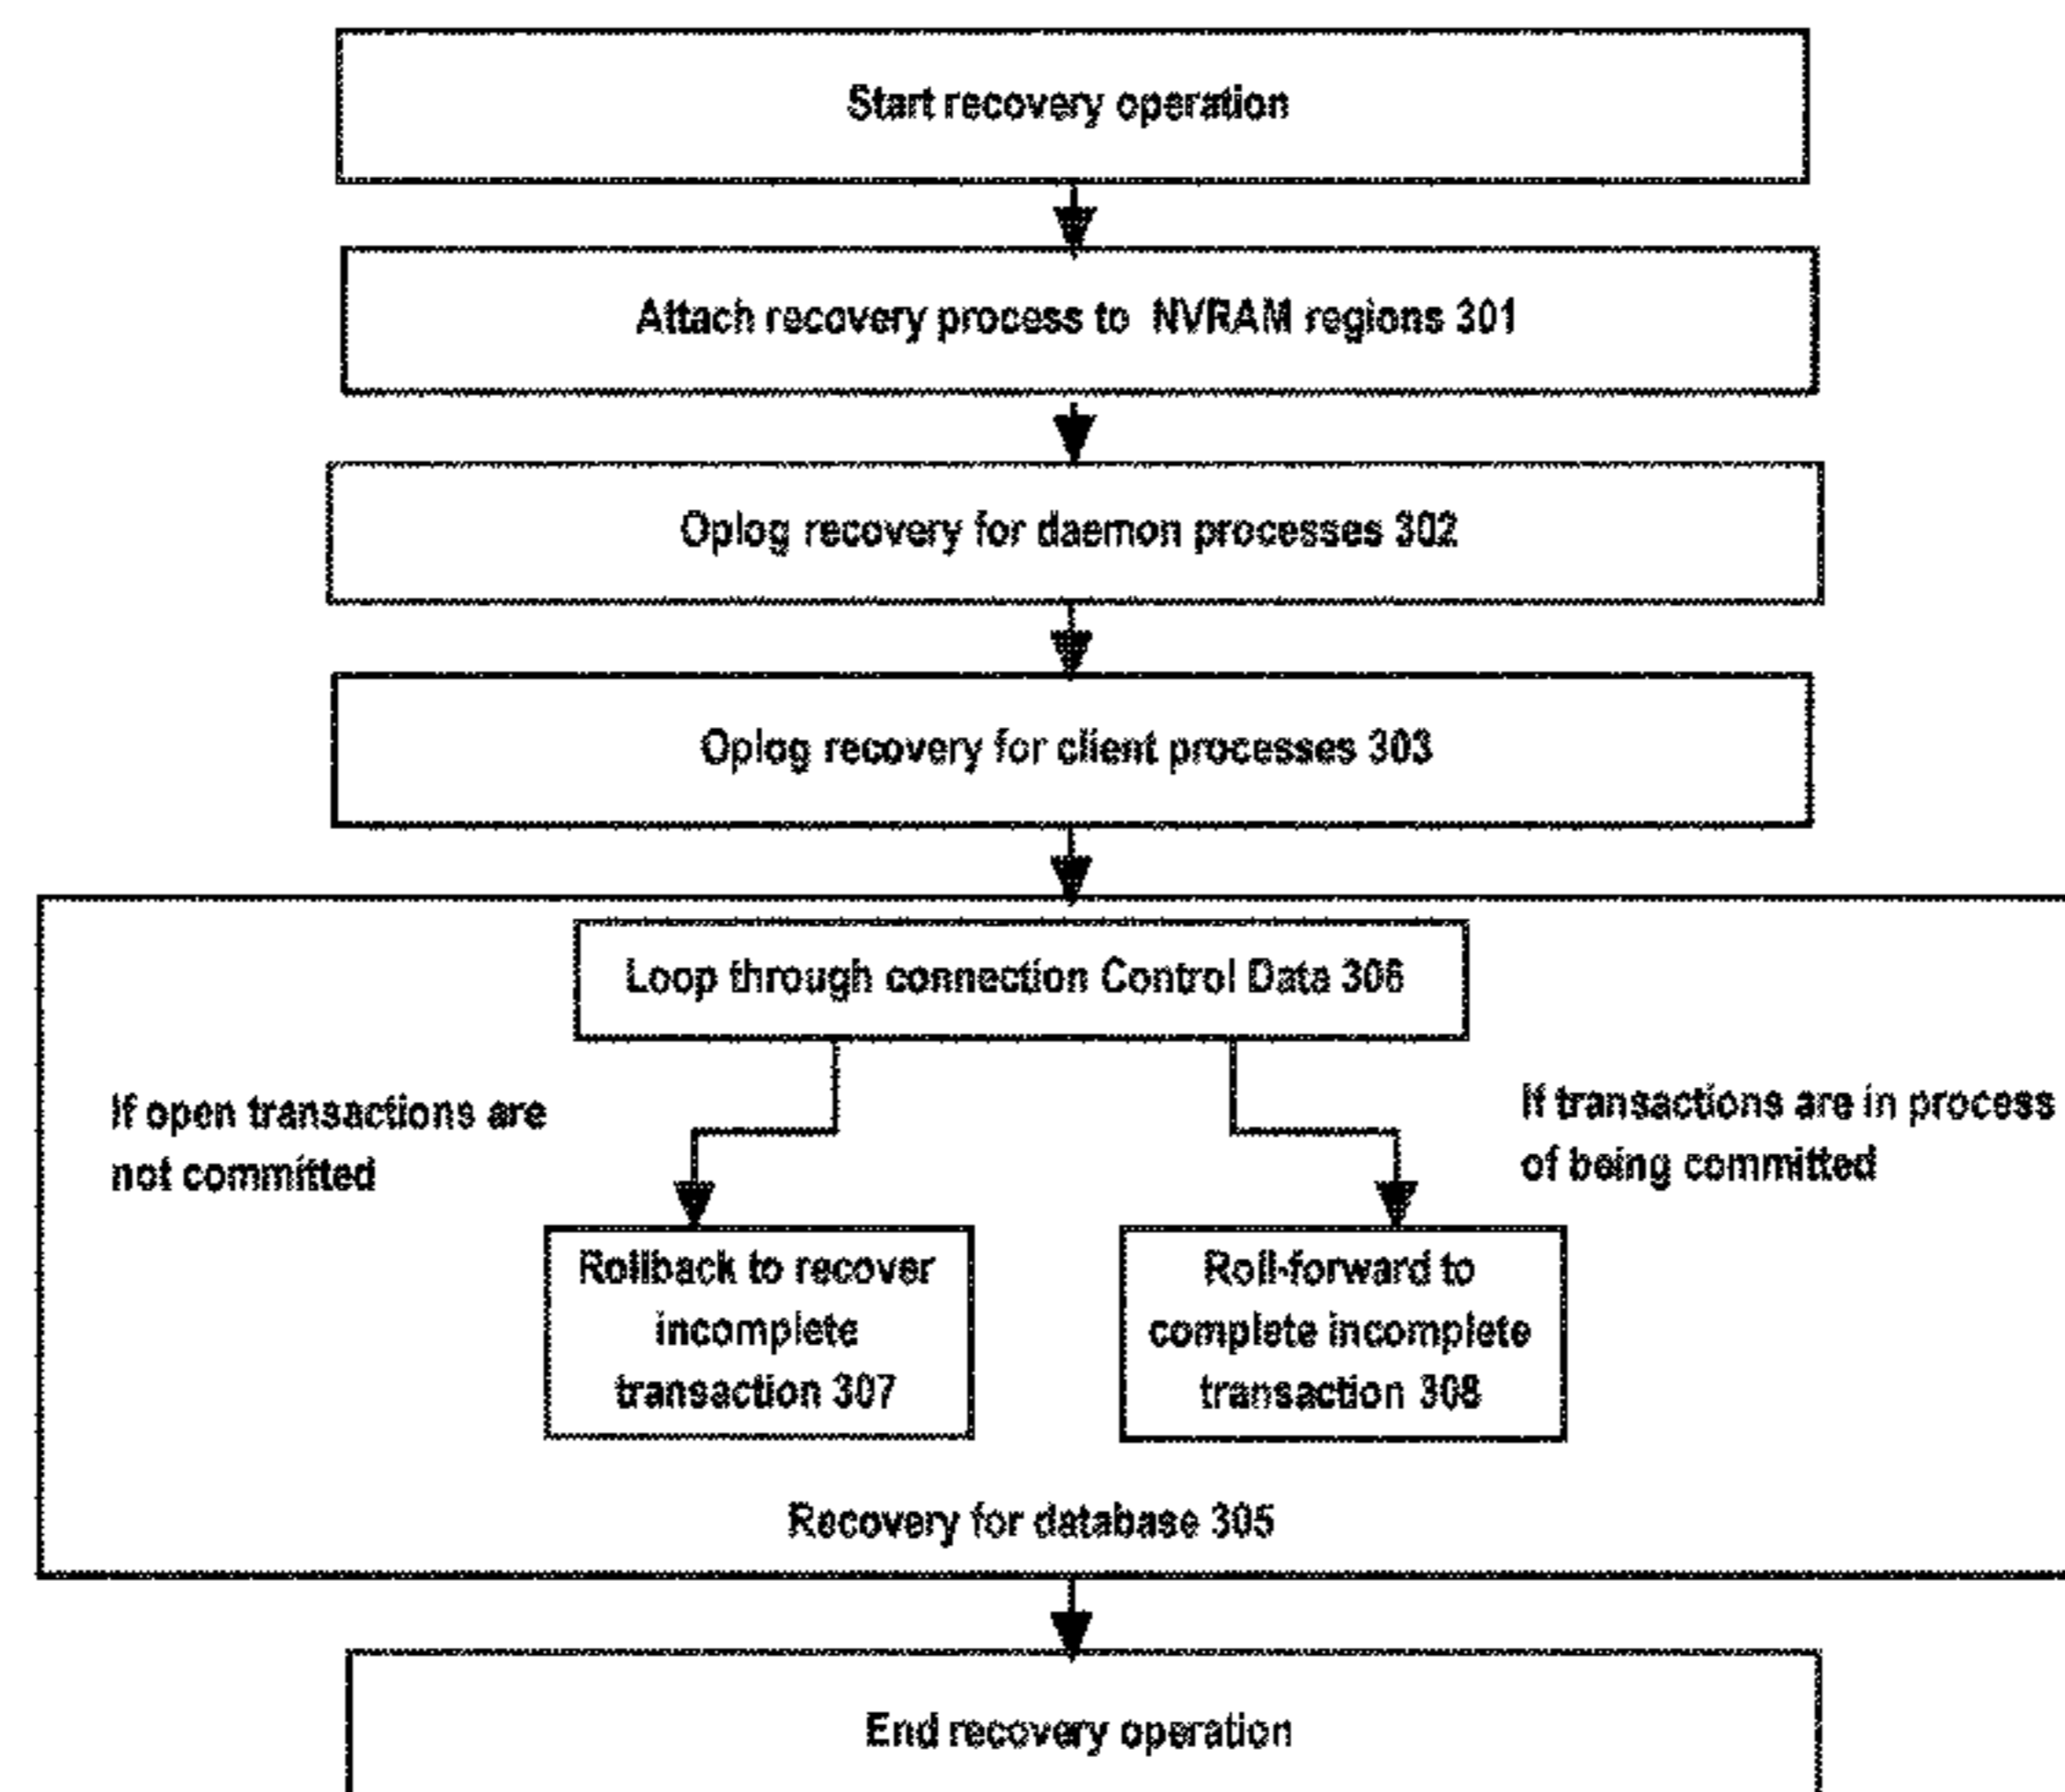 Start recovery operation
Attach recovery process to NVRAM regions 301
Oplog recovery for daemon processes 302
Oplog recovery for client processes 303
Loop through connection Control Data 306
If open transactions are
not committed
If transactions are in process
of being committed
Rollback to recover
incomplete
transaction 307
Roll-forward to
complete incomplete
transaction 308
Recovery for database 305
End recovery operation